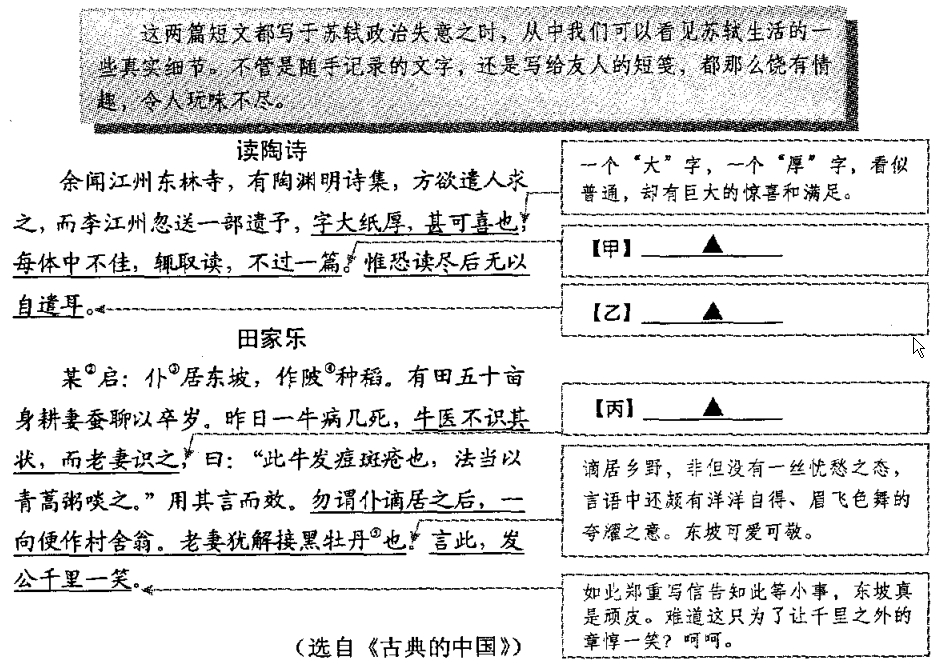 这两篇短文都写于苏轼政治失意之时，从中我们可以看见苏轼生活的一
些真实细节。不管是随手记录的文字，还是写给友人的短笺，都那么饶有情
趣，令人玩味不尽。
读陶诗
余闻江州东林寺，有陶渊明诗集，方欲遣人求
之，而李江州忽送一部遗予，字大纸厚，甚可喜也，
每体中不佳，辄取读，不过一篇。惟恐读尽后无以
自遣耳。
一个“大”字，一个“厚”字，看似
普通，却有巨大的惊喜和满足。
【甲】▲
【乙】▲
田家乐
某②启：仆③居东坡，作陂④种稻。有田五十亩
身耕妻蚕聊以卒岁。昨日一牛病几死，牛医不识其
状，而老妻识之，曰：“此牛发痘斑疮也，法当以
青蒿粥啖之。”用其言而效。勿谓仆谪居之后，一
向便作村舍翁。老妻犹解接黑牡丹⑤也。言此，发
公千里一笑。
（选自《古典的中国》）
【丙】▲
谪居乡野，非但没有一丝忧愁之态，
言语中还颇有洋洋自得、眉飞色舞的
夸耀之意。东坡可爱可敬。
如此郑重写信告知此等小事，东坡真
是顽皮。难道这只为了让千里之外的
章惇一笑？呵呵。